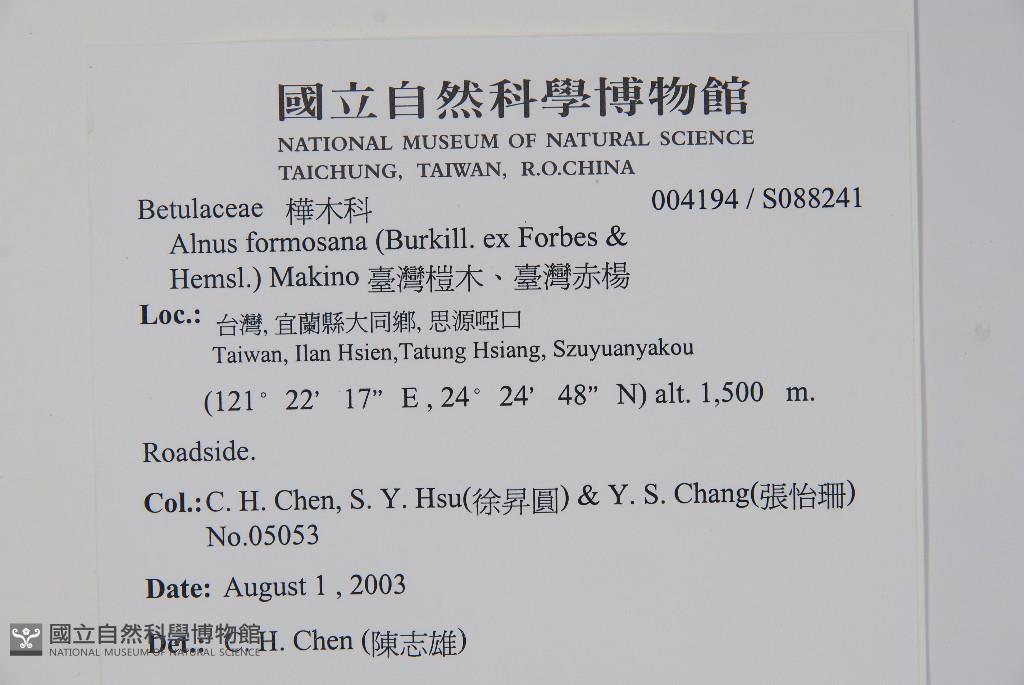 國立自然科學博物館
NATIONAL MUSEUM OF NATURAL SCIENCE
TAICHUNG, TAIWAN, R.O.CHINA
Betulaceae 樺木科 004194 / S088241
Alnus formosana (Burkill. ex Forbes &
Hemsl.) Makino 臺灣榿木、臺灣赤楊
Loc.: 台灣, 宜蘭縣大同鄉, 思源啞口
Taiwan, Ilan Hsien,Tatung Hsiang, Szuyuanyakou
(121° 22’ 17” E , 24° 24’ 48” N) alt. 1,500 m.
Roadside.
Col.: C. H. Chen, S. Y. Hsu(徐昇圓) & Y. S. Chang(張怡珊)
No.05053
Date: August 1 , 2003
Det.: C. H. Chen (陳志雄)
國立自然科學博物館
NATIONAL MUSEUM OF NATURAL SCIENCE